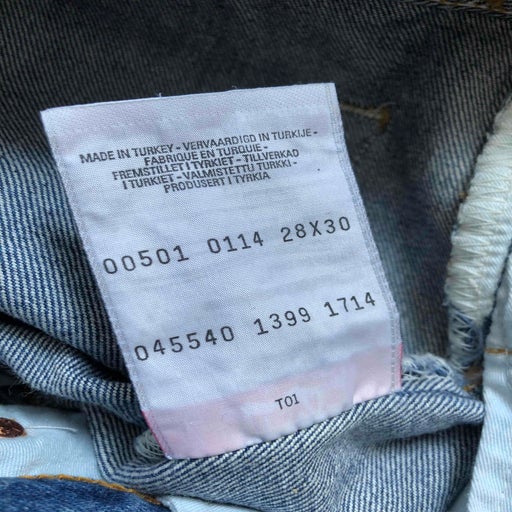 MADE IN TURKEY - VERVAARDIGD IN TURKIJE -
FABRIQUE EN TURQUIE -
FREMSTILLET I TYRKIET - TILLVERKAD
I TURKIET - VALMISTETTU TURKKI -
PRODUSERT I TYRKIA
00501 0114 28X30
045540 1399 1714
T01